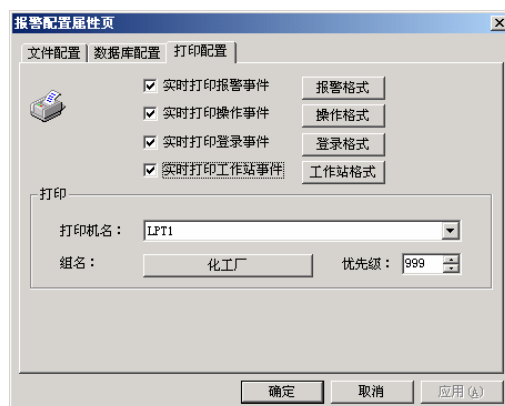 报警配置属性页
文件配置 数据库配置 打印配置
实时打印报警事件 报警格式
实时打印操作事件 操作格式
实时打印登录事件 登录格式
实时打印工作站事件 工作站格式
打印
打印机名： LPT1
组名： 化工厂 优先级： 999
确定 取消 应用(A)